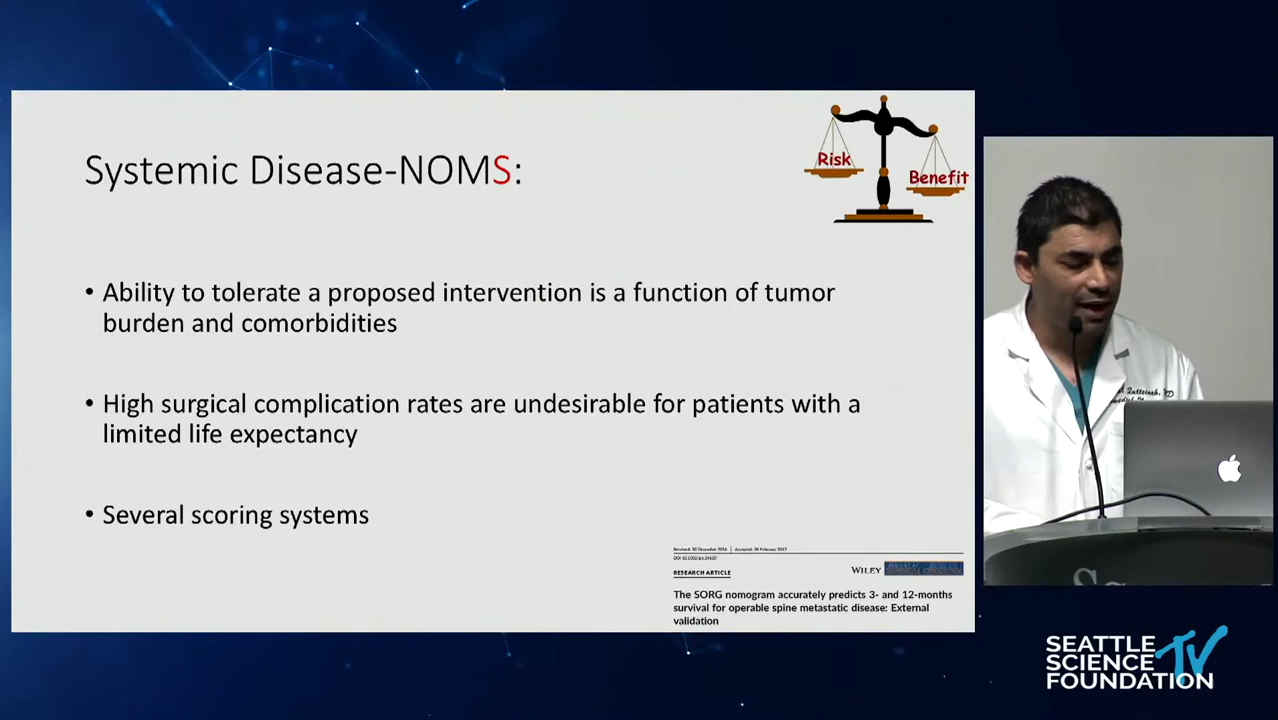 Systemic Disease-NOMS:
Risk
Benefit
• Ability to tolerate a proposed intervention is a function of tumor
burden and comorbidities
• High surgical complication rates are undesirable for patients with a
limited life expectancy
• Several scoring systems
RESEARCH ARTICLE
WILEY
The SORG nomogram accurately predicts 3- and 12-months
survival for operable spine metastatic disease: External
validation
SEATTLE
SCIENCE
FOUNDATION
TV